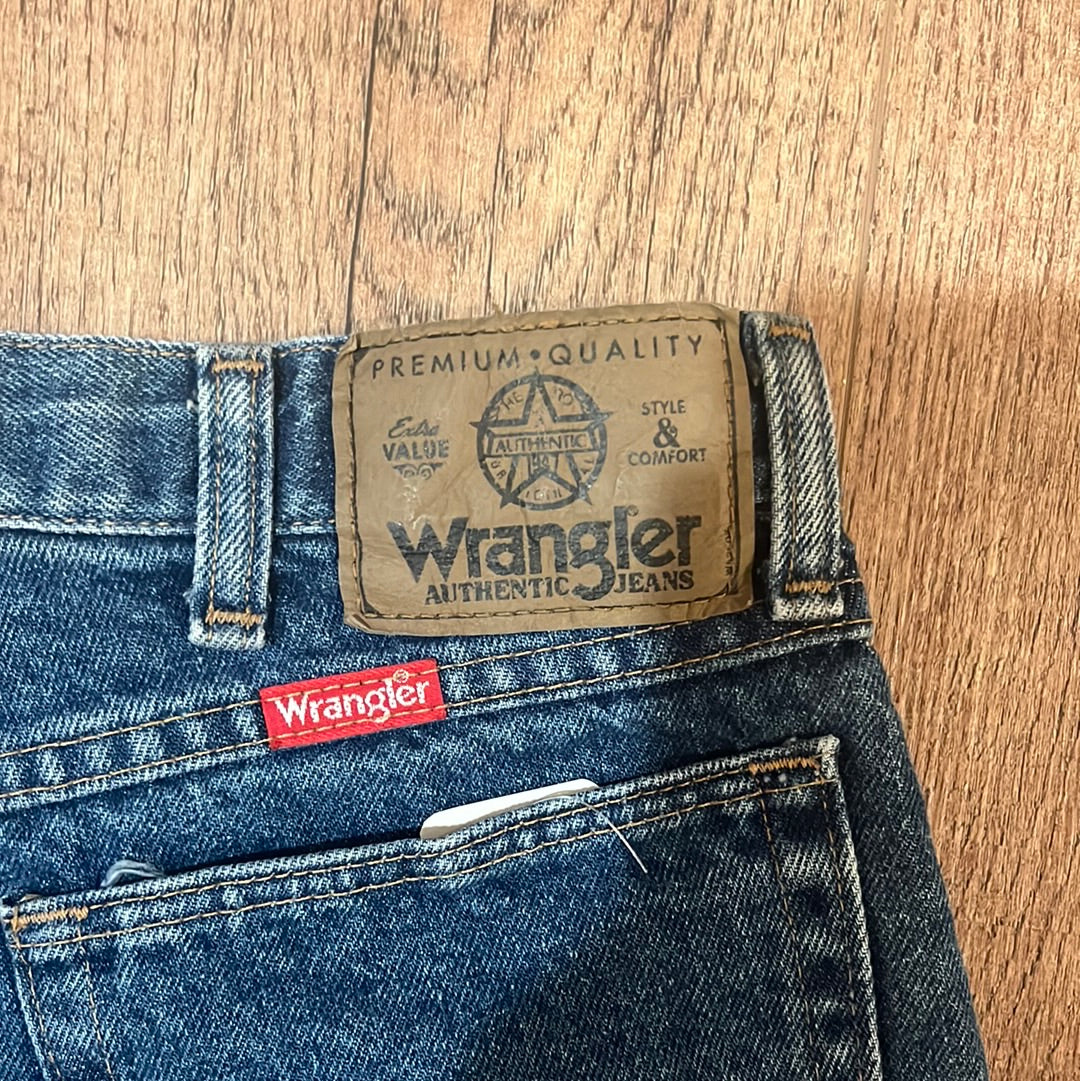 PREMIUM • QUALITY
Extra
VALUE
AUTHENTIC
STYLE
&
COMFORT
Wrangler
AUTHENTIC JEANS
Wrangler